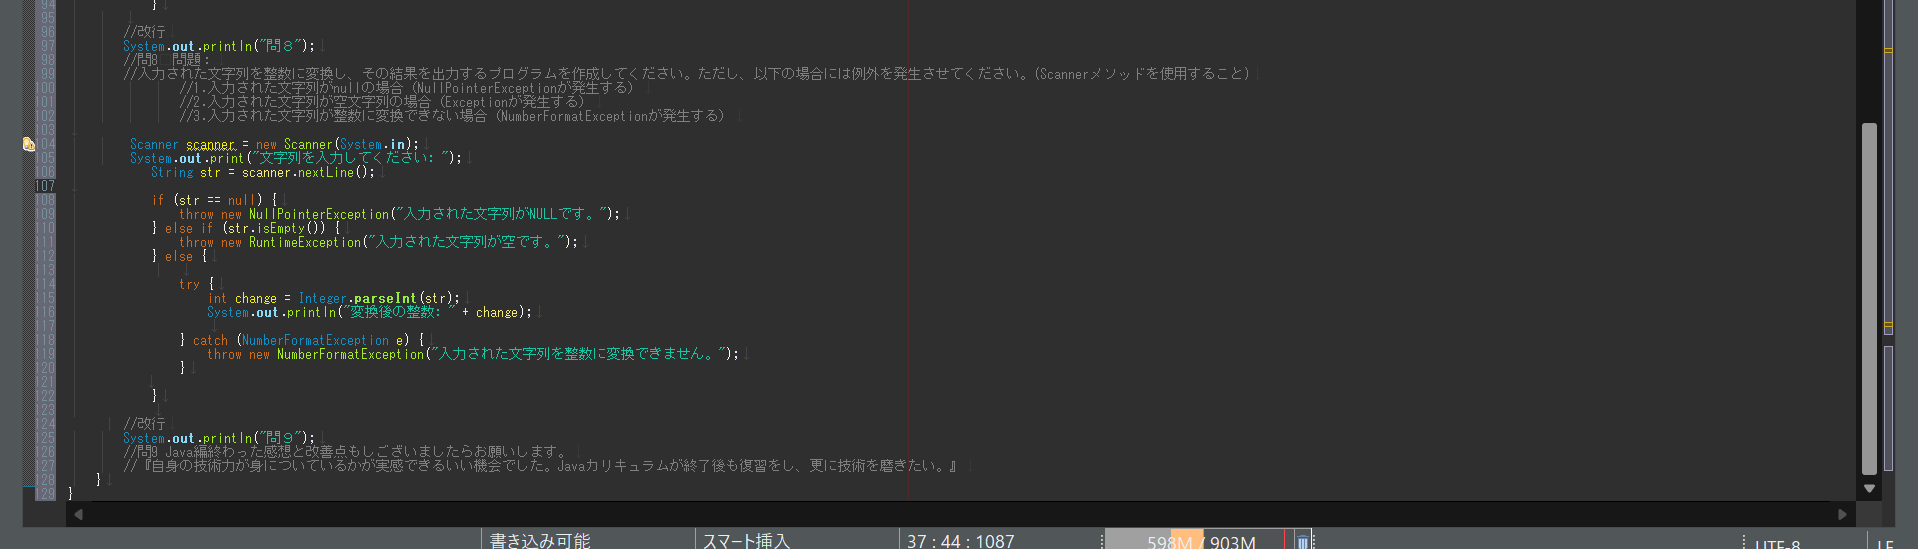 94 }
95
96 //改行
97 System.out.println("問８");
98 //問8 問題：
99 //入力された文字列を整数に変換し、その結果を出力するプログラムを作成してください。ただし、以下の場合には例外を発生させてください。(Scannerメソッドを使用すること)
100 //1.入力された文字列がnullの場合（NullPointerExceptionが発生する）
101 //2.入力された文字列が空文字列の場合（Exceptionが発生する）
102 //3.入力された文字列が整数に変換できない場合（NumberFormatExceptionが発生する）
103
104 Scanner scanner = new Scanner(System.in);
105 System.out.print("文字列を入力してください: ");
106 String str = scanner.nextLine();
107
108 if (str == null) {
109 throw new NullPointerException("入力された文字列がNULLです。");
110 } else if (str.isEmpty()) {
111 throw new RuntimeException("入力された文字列が空です。");
112 } else {
113
114 try {
115 int change = Integer.parseInt(str);
116 System.out.println("変換後の整数: " + change);
117
118 } catch (NumberFormatException e) {
119 throw new NumberFormatException("入力された文字列を整数に変換できません。");
120 }
121
122 }
123
124 //改行
125 System.out.println("問９");
126 //問9 Java編終わった感想と改善点もしございましたらお願いします。
127 //『自身の技術力が身についているかが実感できるいい機会でした。Javaカリキュラムが終了後も復習をし、更に技術を磨きたい。』
128 }
129 }
書き込み可能 スマート挿入 37 : 44 : 1087 598M / 903M UTF-8 LF